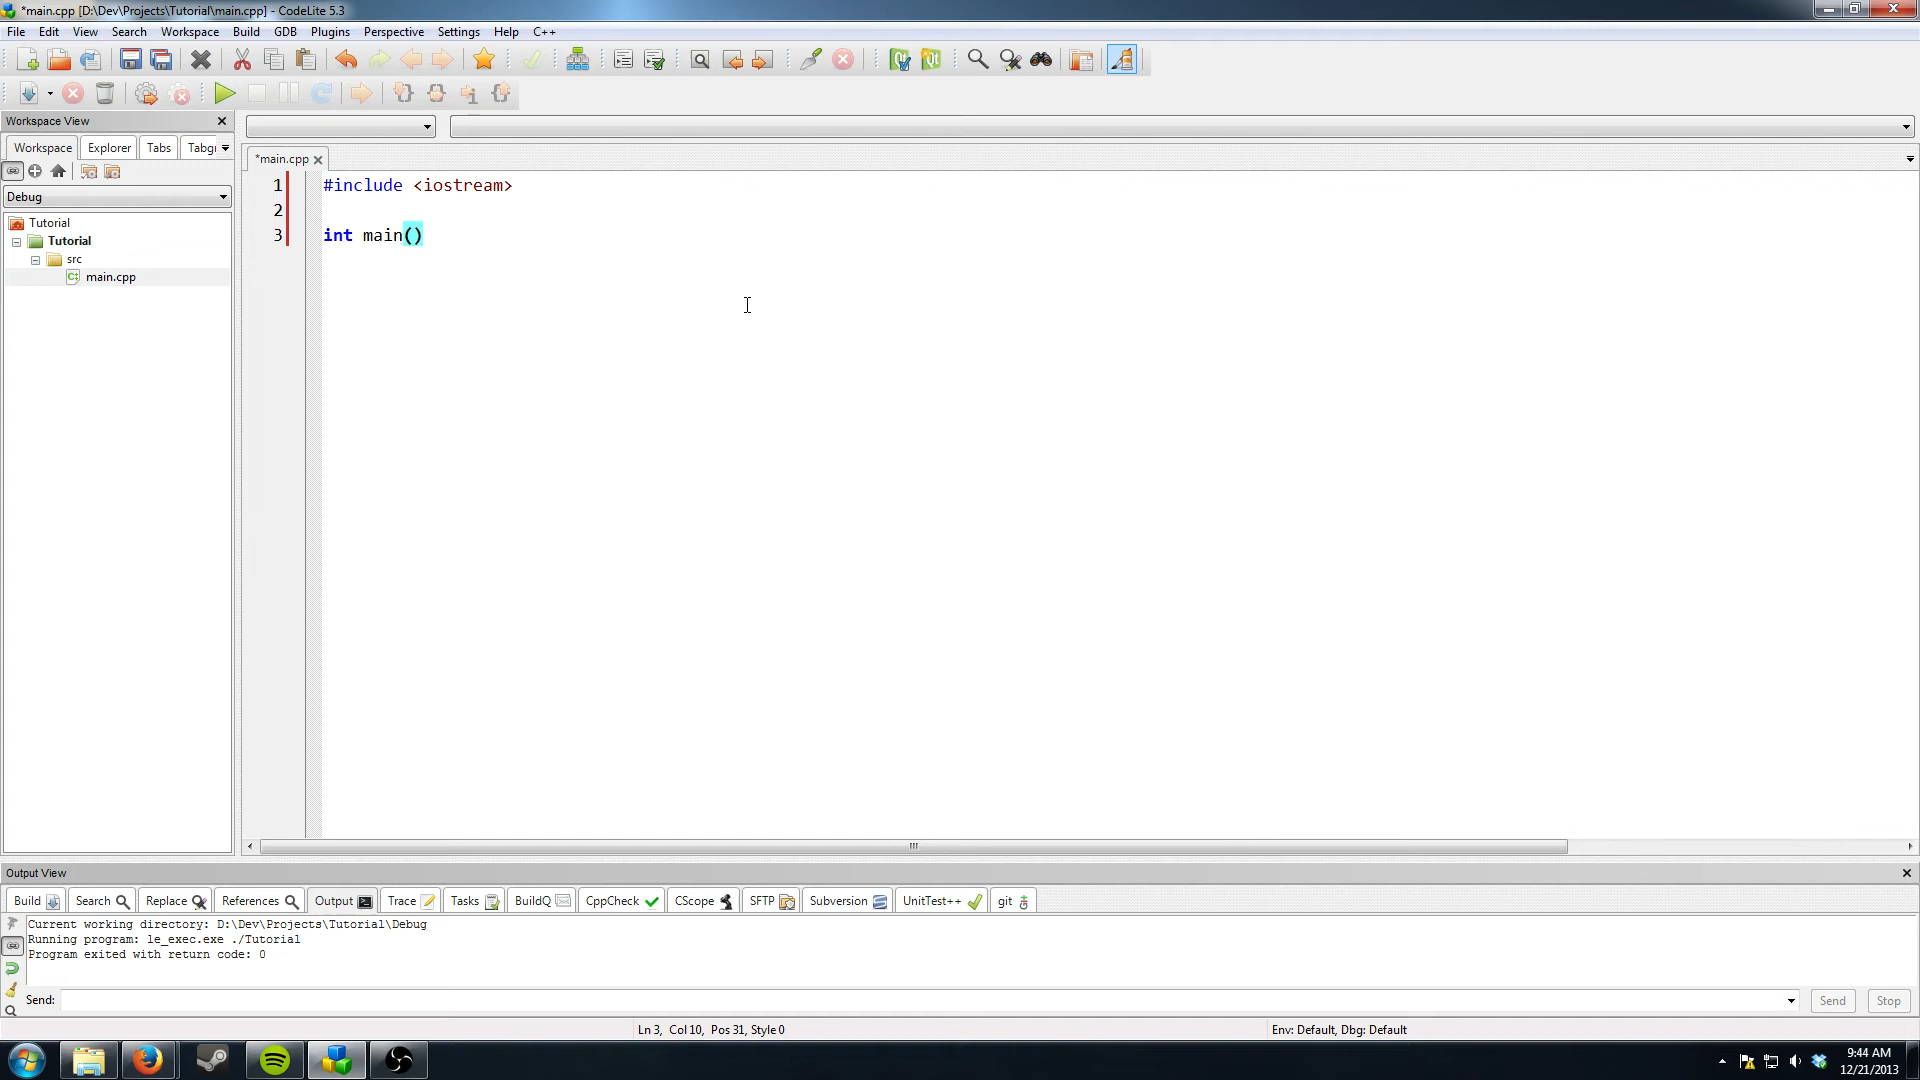 *main.cpp [D:\Dev\Projects\Tutorial\main.cpp] - CodeLite 5.3
File Edit View Search Workspace Build GDB Plugins Perspective Settings Help C++
Workspace View
Workspace Explorer Tabs Tabg
Debug
Tutorial
Tutorial
src
main.cpp
*main.cpp
1 #include <iostream>
2
3 int main()
Output View
Build Search Replace References Output Trace Tasks BuildQ CppCheck CScope SFTP Subversion UnitTest++ git
Current working directory: D:\Dev\Projects\Tutorial\Debug
Running program: le_exec.exe ./Tutorial
Program exited with return code: 0
Send: Send Stop
Ln 3, Col 10, Pos 31, Style 0 Env: Default, Dbg: Default
9:44 AM
12/21/2013